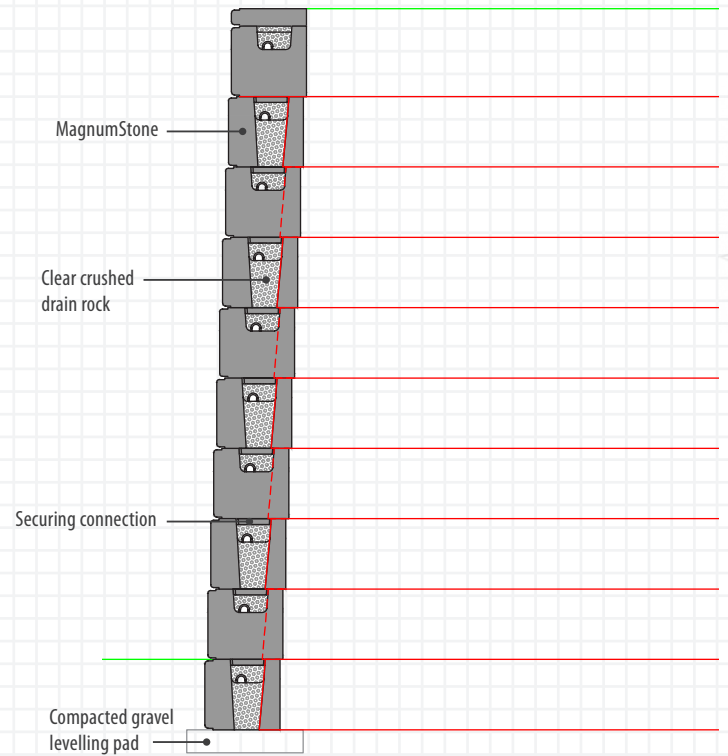 MagnumStone
Clear crushed
drain rock
Securing connection
Compacted gravel
levelling pad